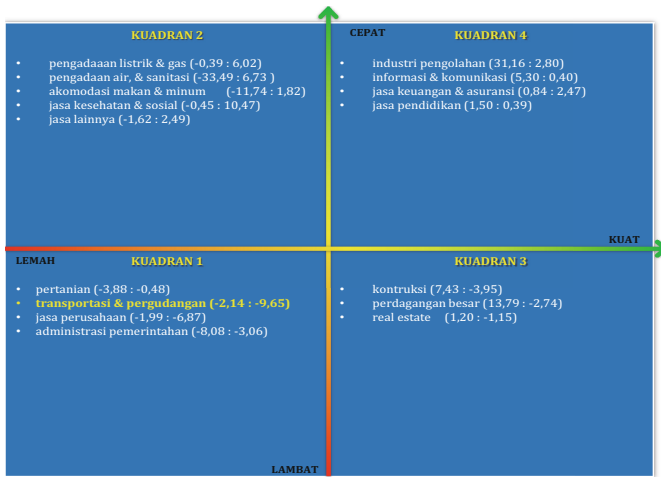 KUADRAN 2
• pengadaaan listrik & gas (-0,39 : 6,02)
• pengadaan air, & sanitasi (-33,49 : 6,73 )
• akomodasi makan & minum (-11,74 : 1,82)
• jasa kesehatan & sosial (-0,45 : 10,47)
• jasa lainnya (-1,62 : 2,49)
CEPAT
KUADRAN 4
• industri pengolahan (31,16 : 2,80)
• informasi & komunikasi (5,30 : 0,40)
• jasa keuangan & asuransi (0,84 : 2,47)
• jasa pendidikan (1,50 : 0,39)
KUAT
LEMAH
KUADRAN 1
• pertanian (-3,88 : -0,48)
• transportasi & pergudangan (-2,14 : -9,65)
• jasa perusahaan (-1,99 : -6,87)
• administrasi pemerintahan (-8,08 : -3,06)
KUADRAN 3
• kontruksi (7,43 : -3,95)
• perdagangan besar (13,79 : -2,74)
• real estate (1,20 : -1,15)
LAMBAT